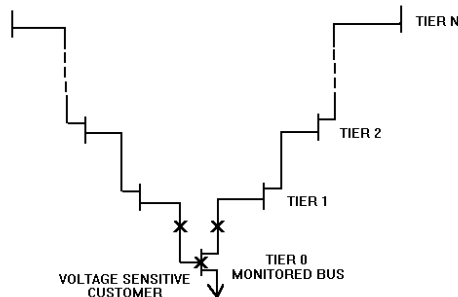 TIER N
TIER 2
TIER 1
TIER 0
MONITORED BUS
VOLTAGE SENSITIVE
CUSTOMER